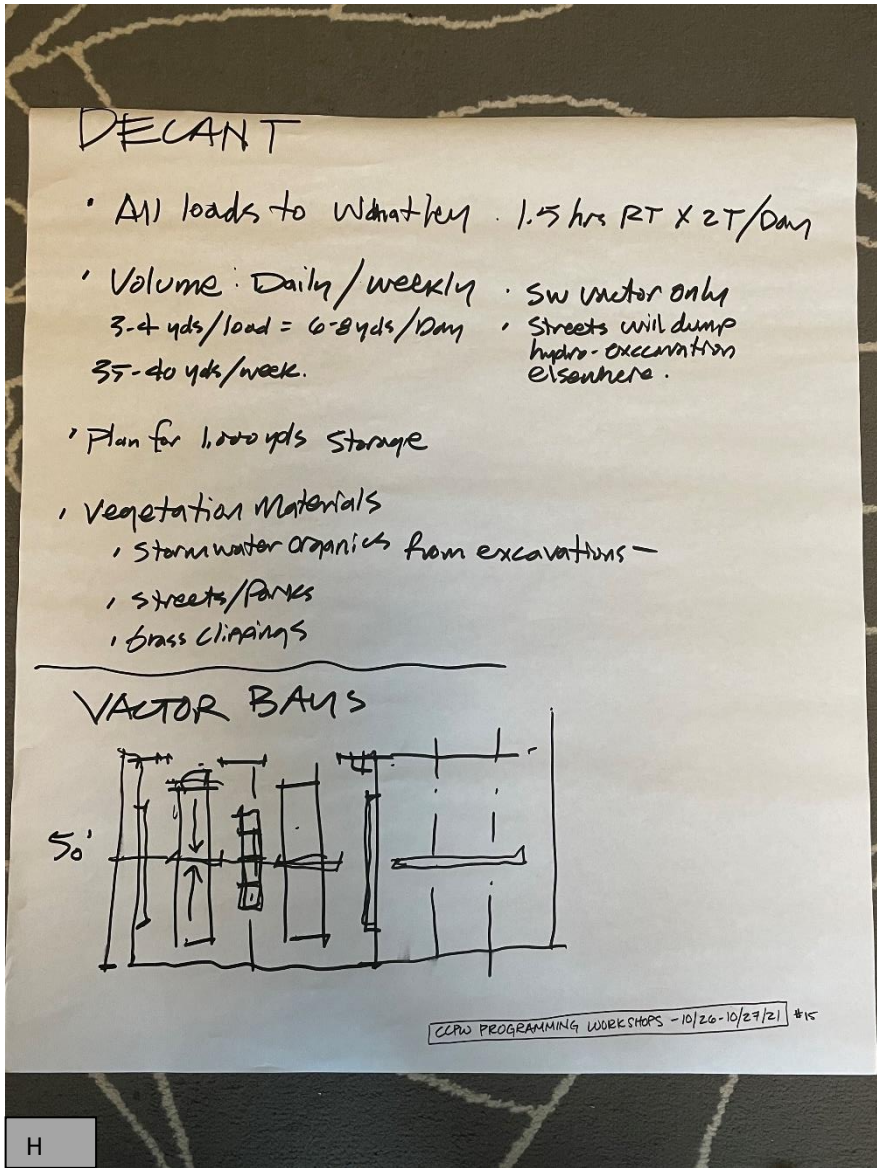 DECANT
• All loads to Whatley . 1.5 hrs RT X 2T/Day
• Volume : Daily/weekly
3-4 yds/load = 6-8 yds/Day
35-40 yds/week.
• SW vactor only
• Streets will dump
hydro-exccavation
elsewhere.
• Plan for 1,000 yds Storage
• Vegetation Materials
• Stormwater organics from excavations —
• Streets/Parks
• Grass Clippings
VACTOR BAYS
50'
CCPW PROGRAMMING WORKSHOPS - 10/26-10/27/21 #15
H